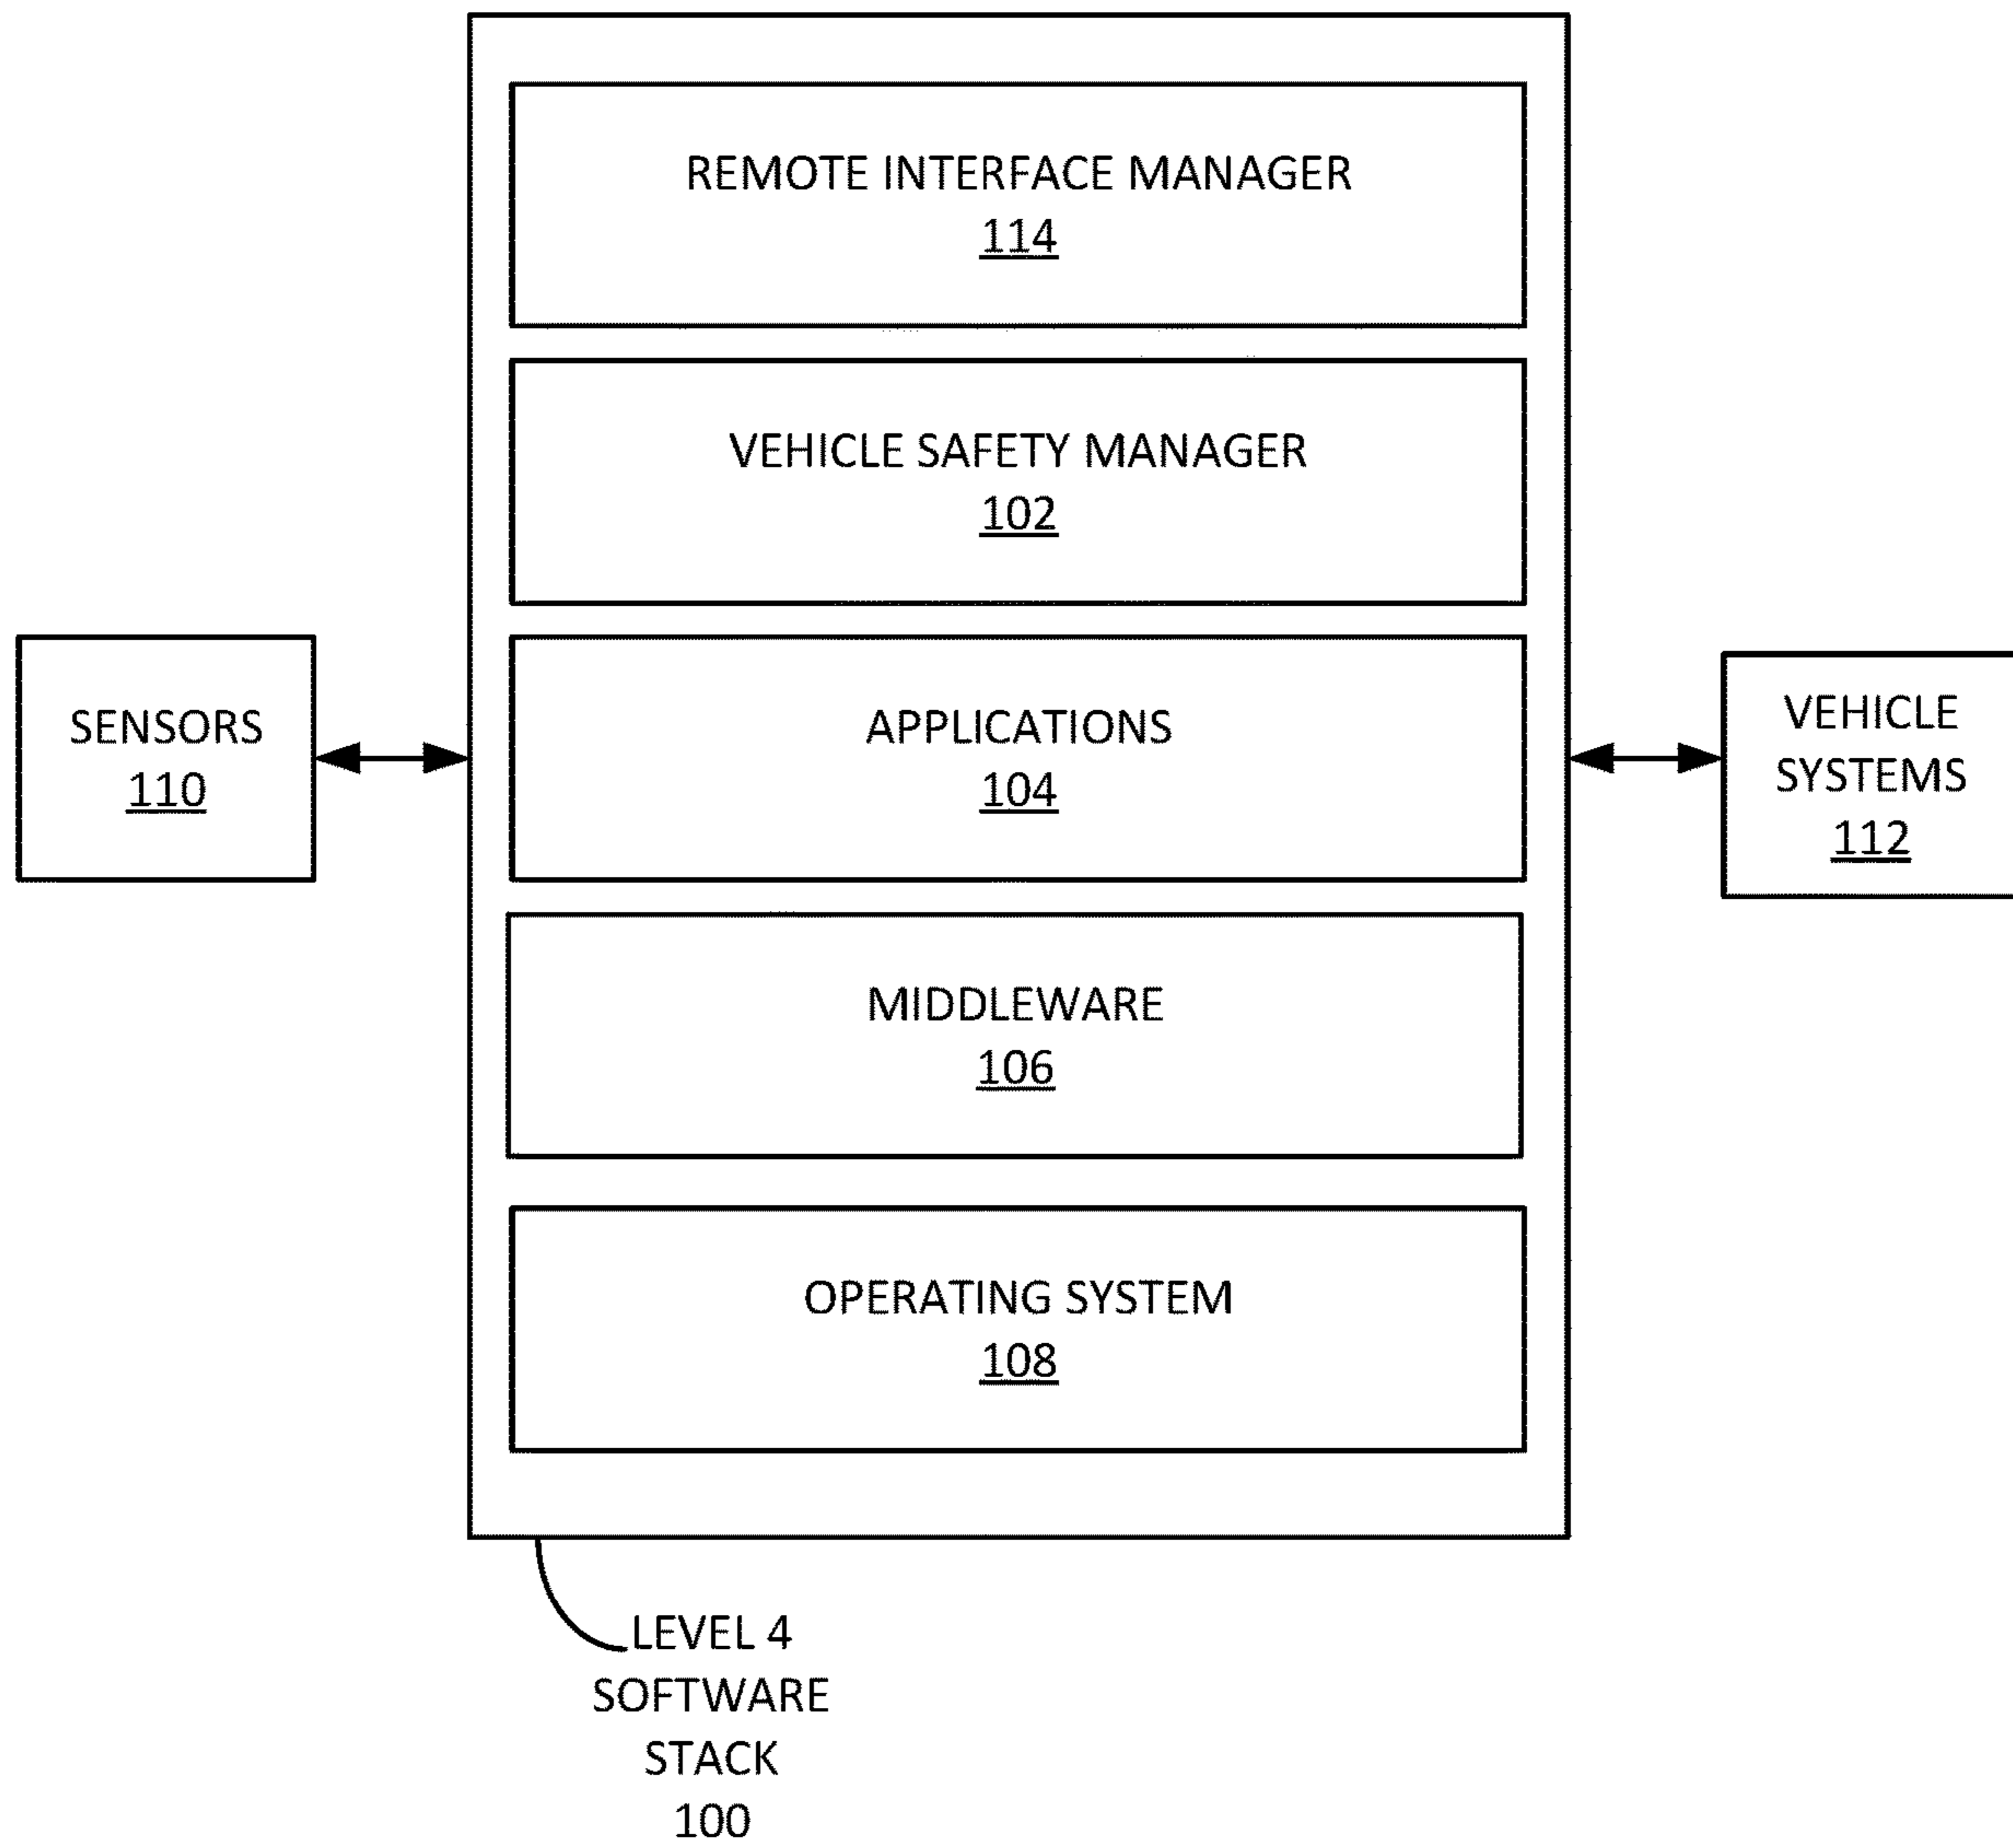 REMOTE INTERFACE MANAGER
114
VEHICLE SAFETY MANAGER
102
SENSORS
110
APPLICATIONS
104
VEHICLE
SYSTEMS
112
MIDDLEWARE
106
OPERATING SYSTEM
108
LEVEL 4
SOFTWARE
STACK
100